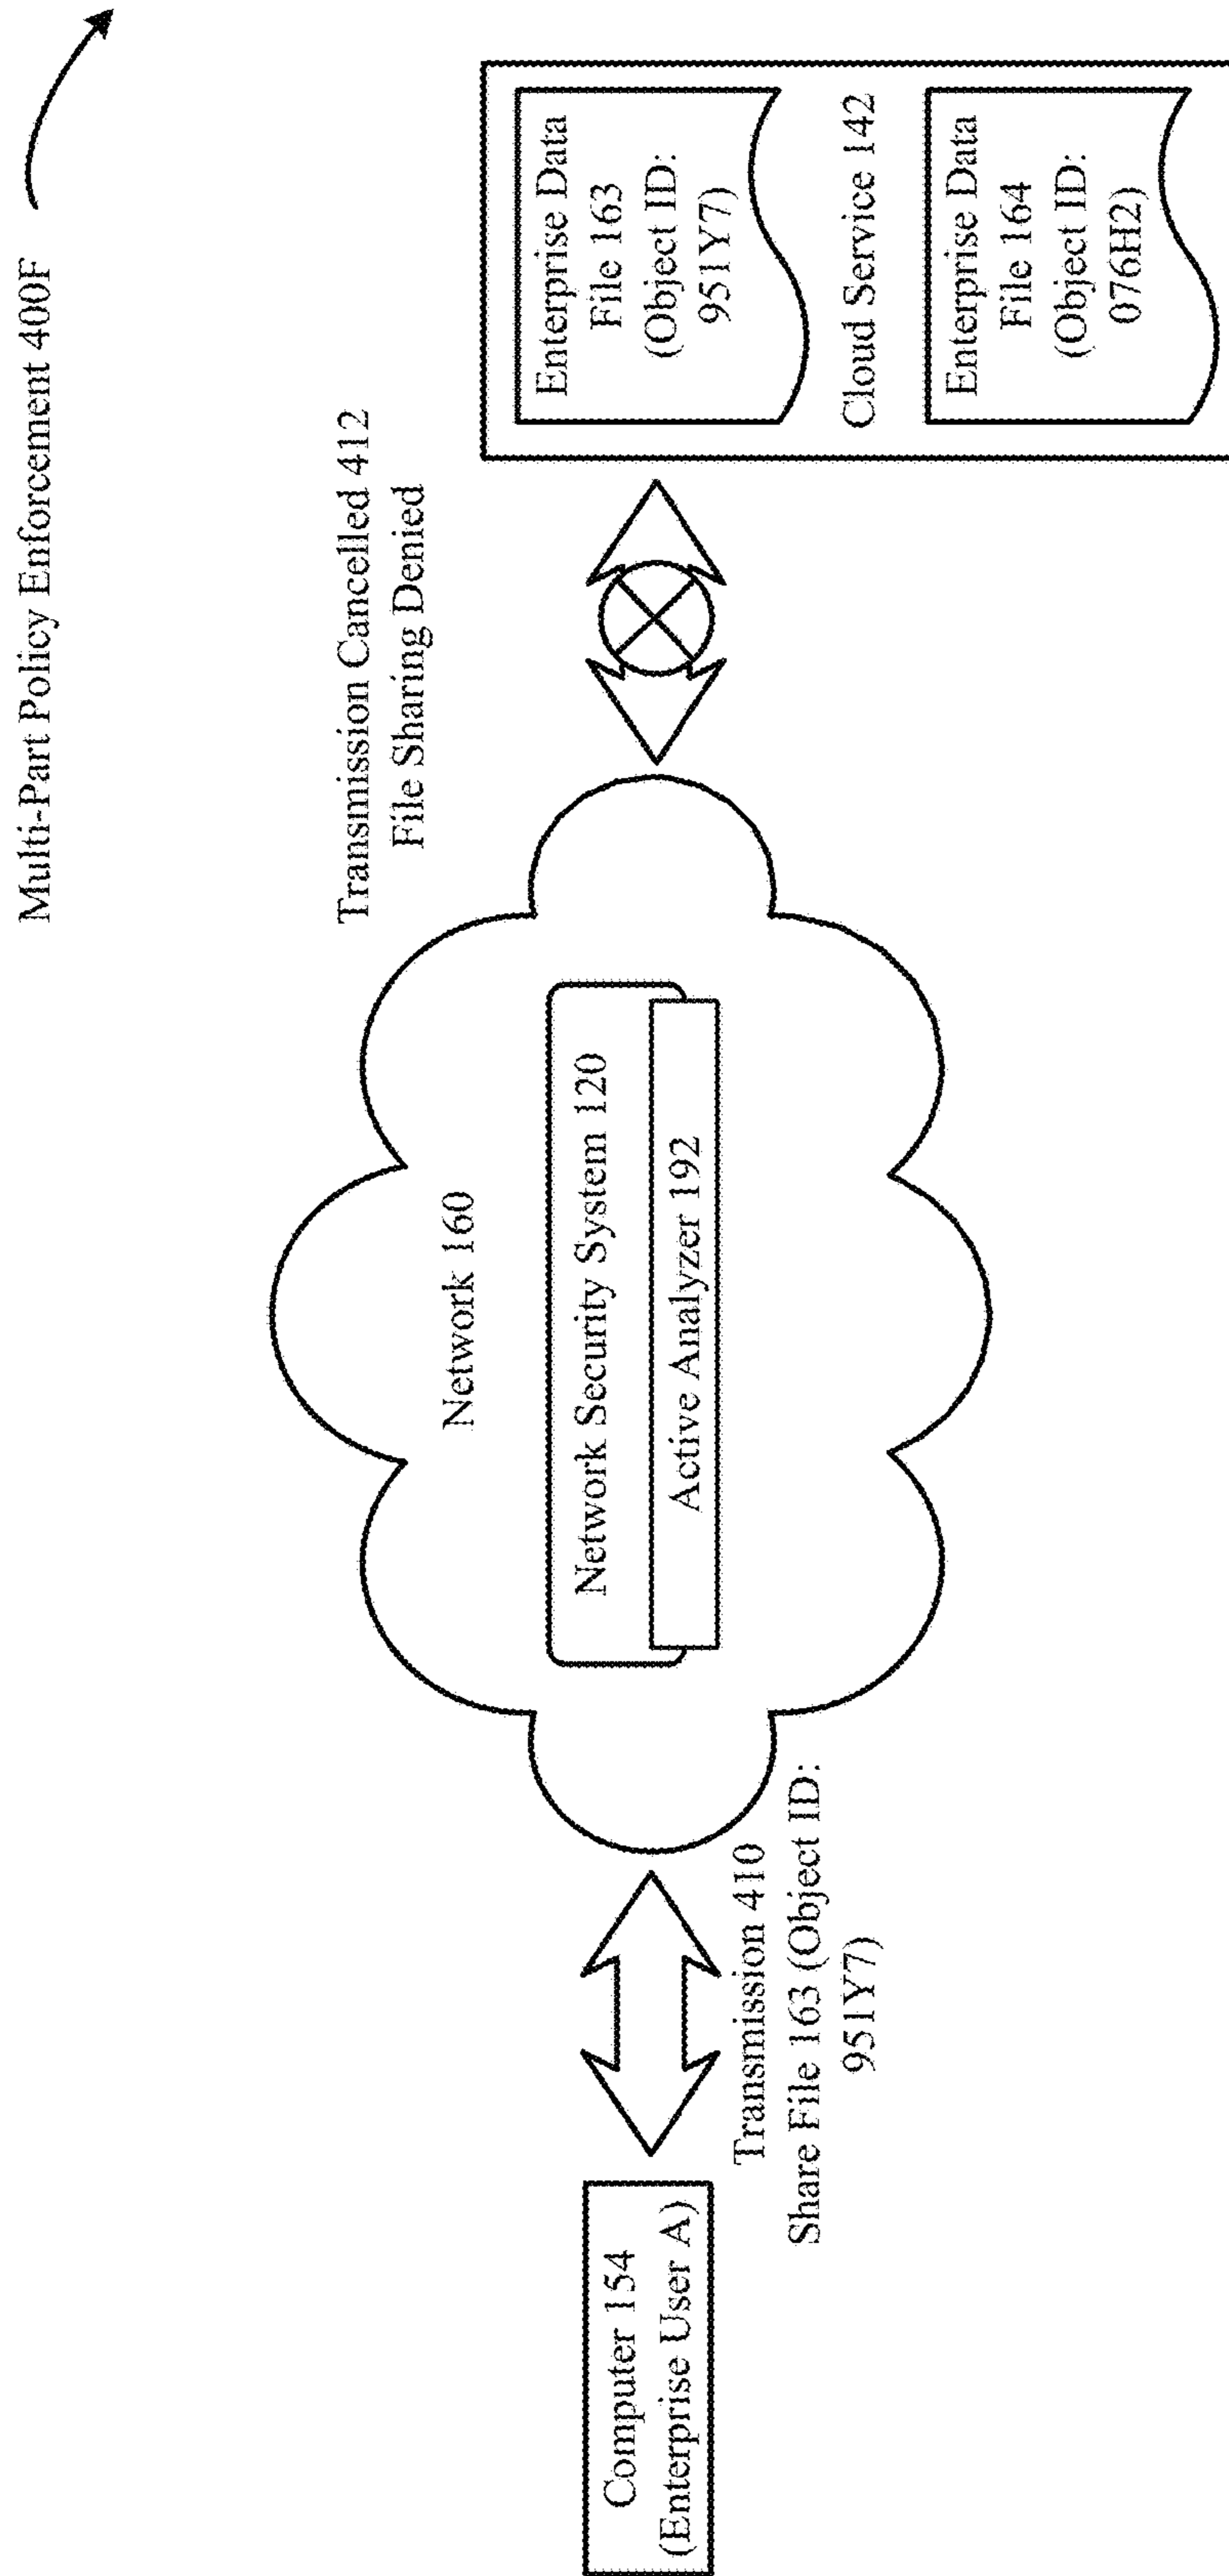 Multi-Part Policy Enforcement 400F
Transmission Cancelled 412
File Sharing Denied
Network 160
Network Security System 120
Active Analyzer 192
Computer 154
(Enterprise User A)
Transmission 410
Share File 163 (Object ID:
951Y7)
Enterprise Data
File 163
(Object ID:
951Y7)
Cloud Service 142
Enterprise Data
File 164
(Object ID:
076H2)